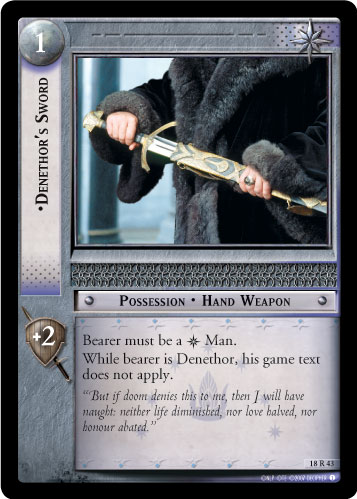 1
•Denethor's Sword
Possession • Hand Weapon
+2
Bearer must be a Man.
While bearer is Denethor, his game text
does not apply.
"'But if doom denies this to me, then I will have
naught: neither life diminished, nor love halved, nor
honour abated.'"
18 R 43